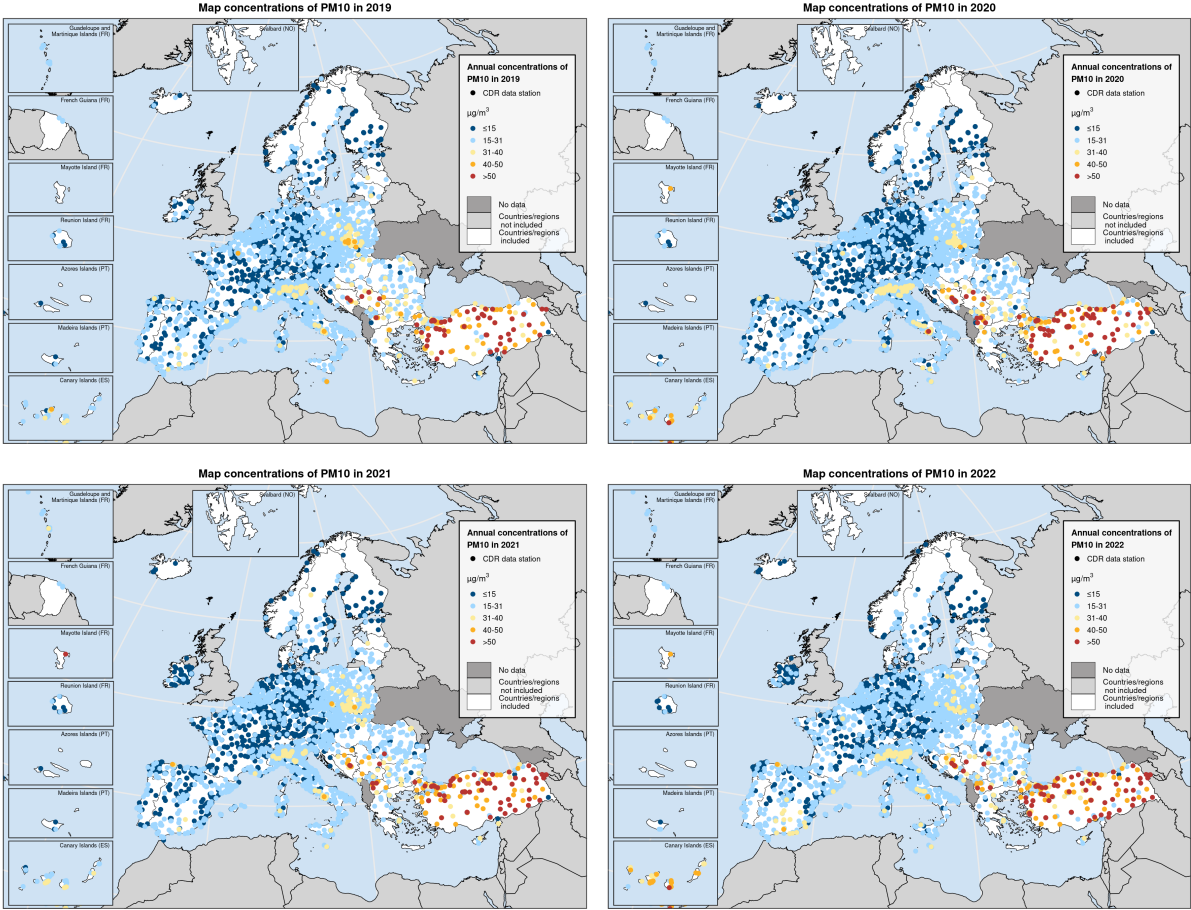 Map concentrations of PM10 in 2019
Guadeloupe and
Martinique Islands (FR)
Svalbard (NO)
French Guiana (FR)
Mayotte Island (FR)
Reunion Island (FR)
Azores Islands (PT)
Madeira Islands (PT)
Canary Islands (ES)
Annual concentrations of
PM10 in 2019
CDR data station
µg/m³
≤15
15-31
31-40
40-50
>50
No data
Countries/regions
not included
Countries/regions
included
Map concentrations of PM10 in 2020
Guadeloupe and
Martinique Islands (FR)
Svalbard (NO)
French Guiana (FR)
Mayotte Island (FR)
Reunion Island (FR)
Azores Islands (PT)
Madeira Islands (PT)
Canary Islands (ES)
Annual concentrations of
PM10 in 2020
CDR data station
µg/m³
≤15
15-31
31-40
40-50
>50
No data
Countries/regions
not included
Countries/regions
included
Map concentrations of PM10 in 2021
Guadeloupe and
Martinique Islands (FR)
Svalbard (NO)
French Guiana (FR)
Mayotte Island (FR)
Reunion Island (FR)
Azores Islands (PT)
Madeira Islands (PT)
Canary Islands (ES)
Annual concentrations of
PM10 in 2021
CDR data station
µg/m³
≤15
15-31
31-40
40-50
>50
No data
Countries/regions
not included
Countries/regions
included
Map concentrations of PM10 in 2022
Guadeloupe and
Martinique Islands (FR)
Svalbard (NO)
French Guiana (FR)
Mayotte Island (FR)
Reunion Island (FR)
Azores Islands (PT)
Madeira Islands (PT)
Canary Islands (ES)
Annual concentrations of
PM10 in 2022
CDR data station
µg/m³
≤15
15-31
31-40
40-50
>50
No data
Countries/regions
not included
Countries/regions
included